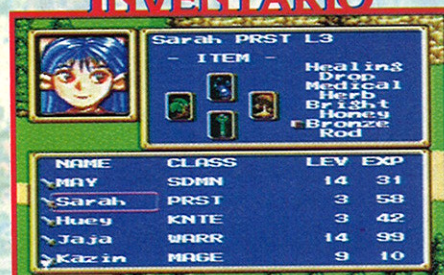 INVENTARIO
Sarah PRST L3
- ITEM -
Healing
Drop
Medical
Herb
Bright
Honey
Bronze
Rod
NAME CLASS LEV EXP
MAY SDMN 14 31
Sarah PRST 3 58
Huey KNTE 3 42
Jaja WARR 14 99
Kazin MAGE 9 10